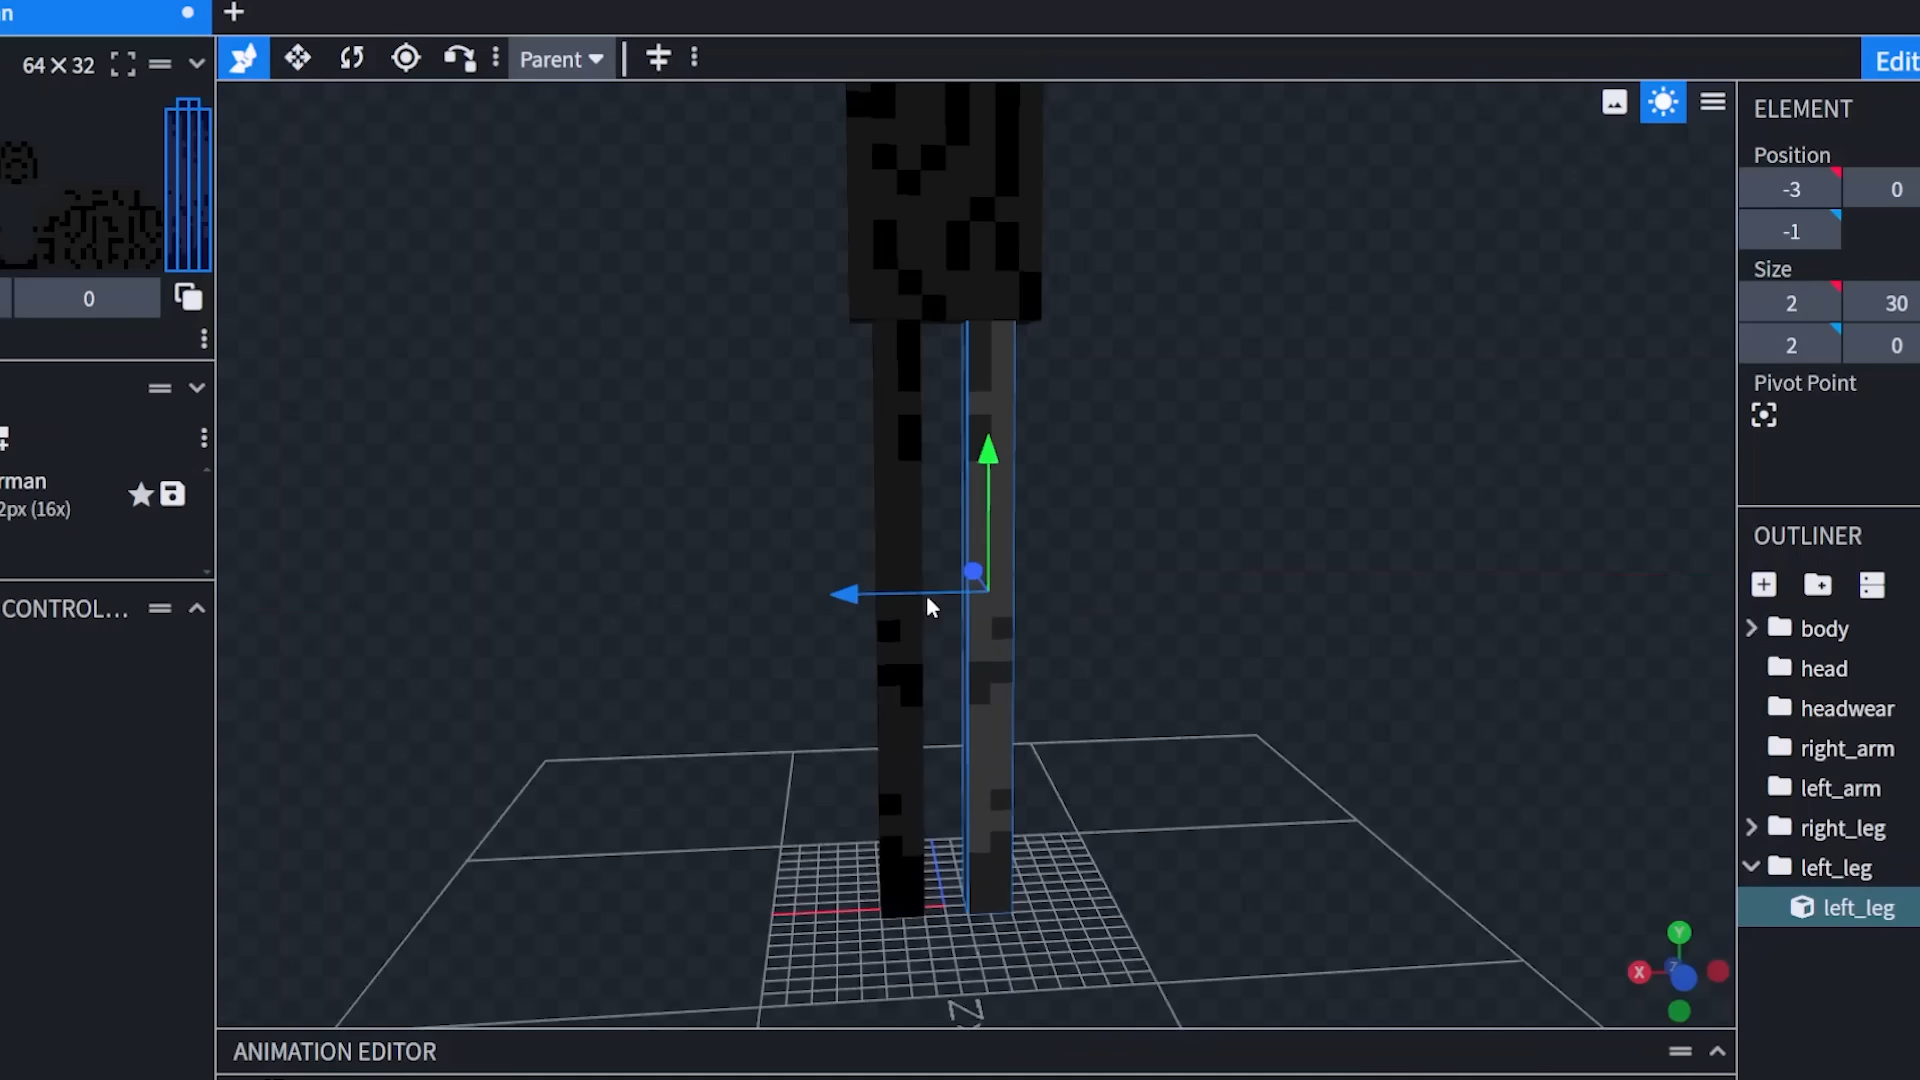 n
64×32
Parent
Edit
ELEMENT
Position
-3
0
-1
Size
2
30
2
0
0
Pivot Point
rman
2px (16x)
CONTROL...
OUTLINER
body
head
headwear
right_arm
left_arm
right_leg
left_leg
left_leg
N
Y
X
Z
ANIMATION EDITOR